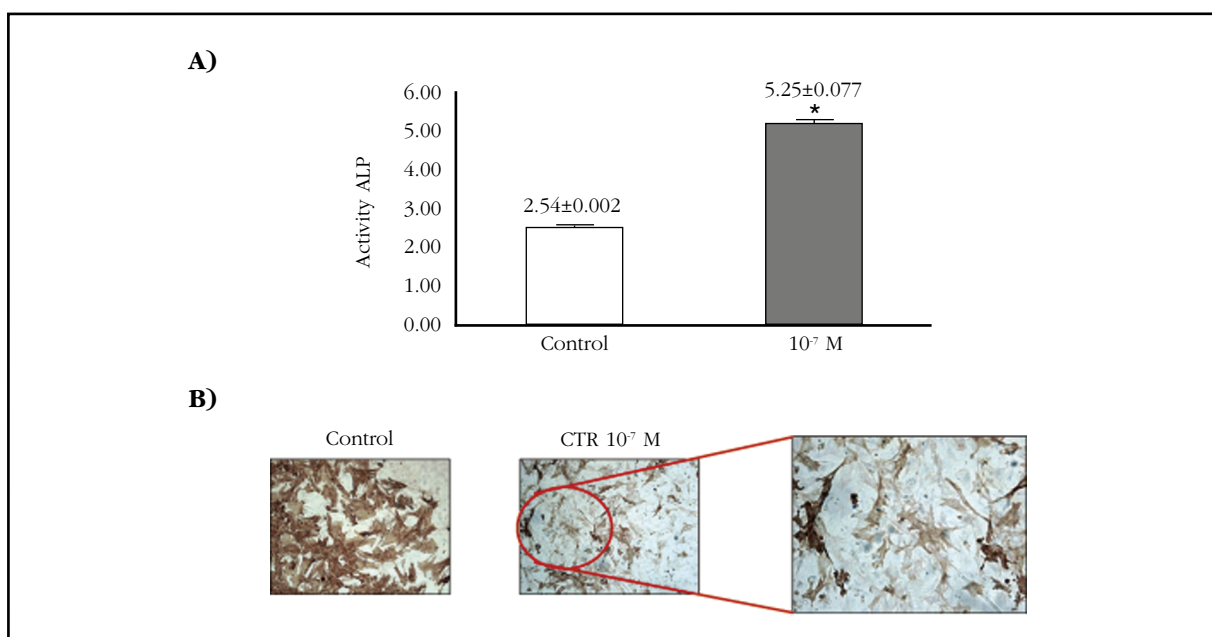 A)
5.25±0.077
*
6.00
5.00
4.00
3.00
2.00
1.00
0.00
Activity ALP
2.54±0.002
Control
10⁻⁷ M
B)
Control
CTR 10⁻⁷ M